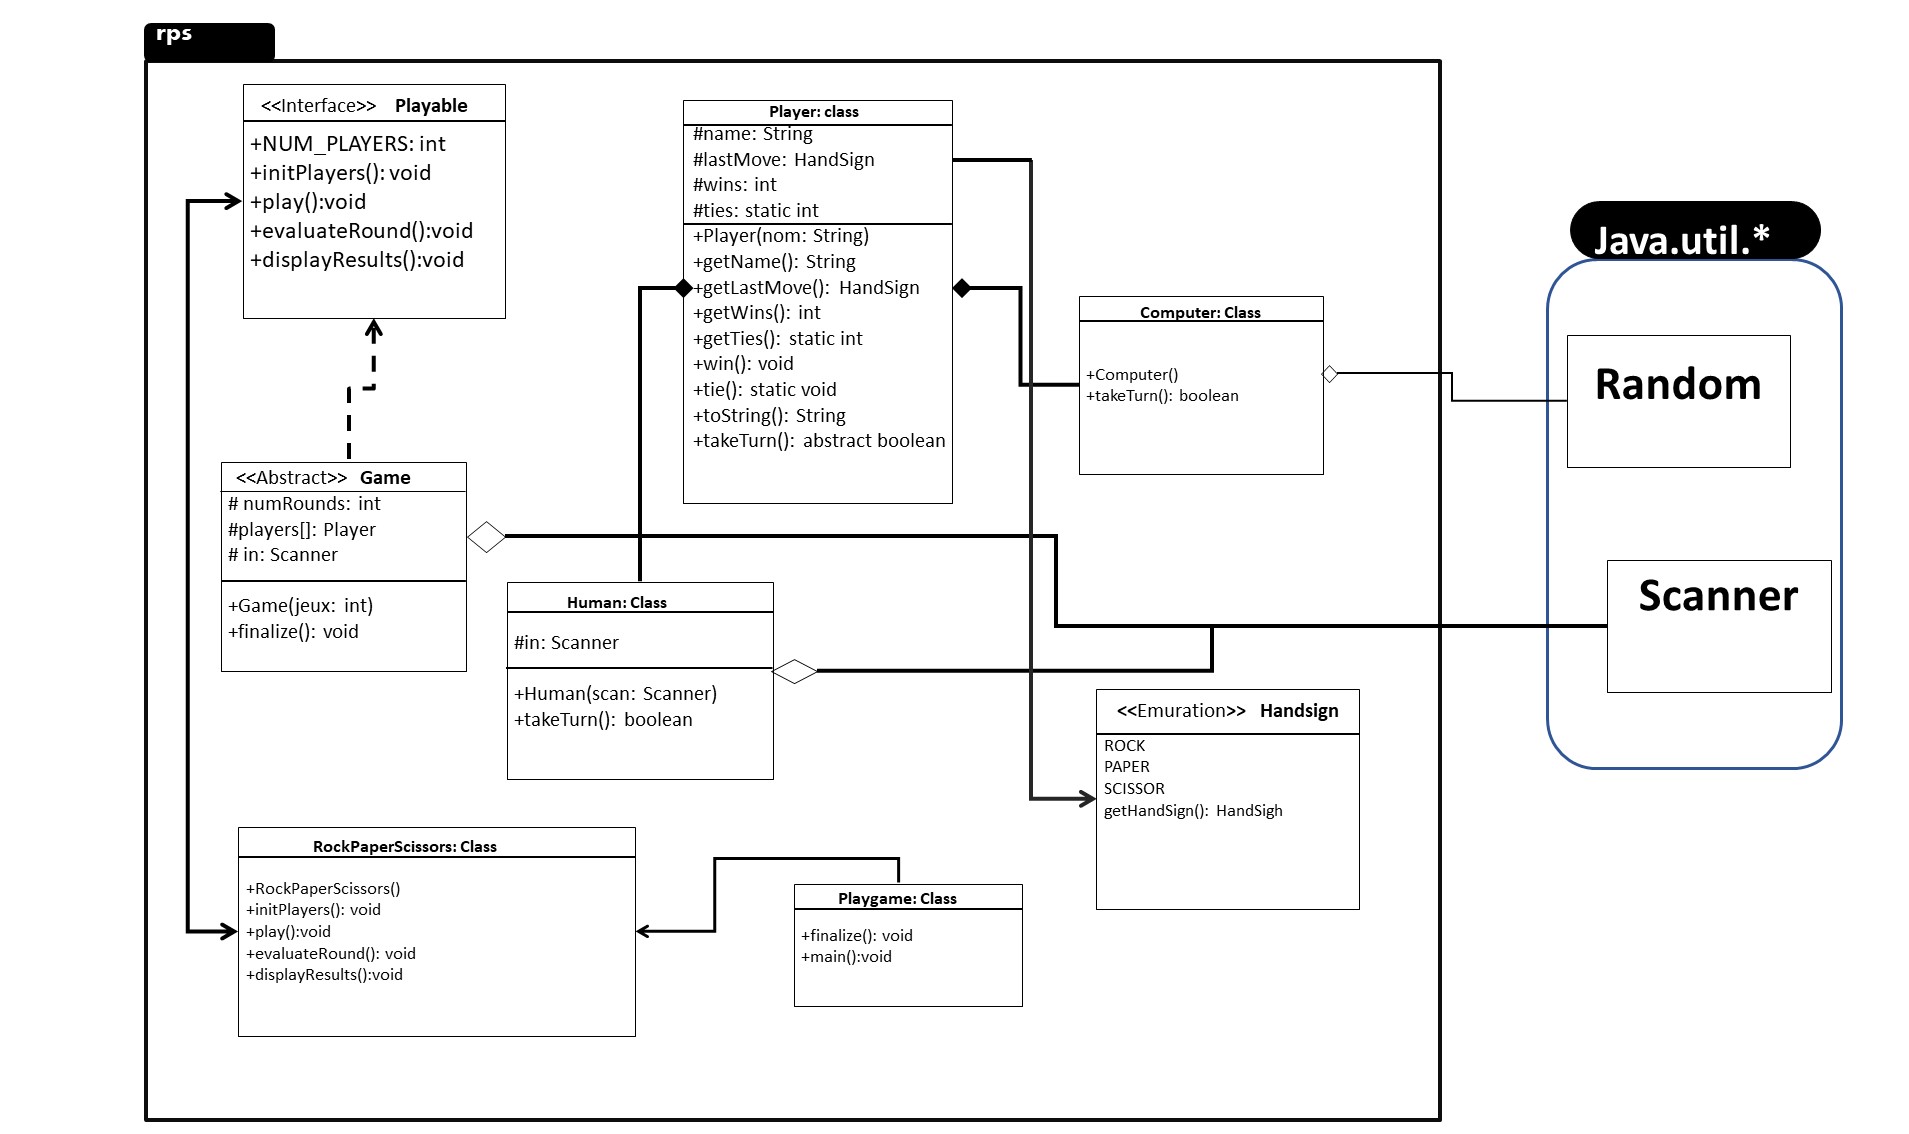 rps
<<Interface>> Playable
+NUM_PLAYERS: int
+initPlayers(): void
+play():void
+evaluateRound():void
+displayResults():void
Player: class
#name: String
#lastMove: HandSign
#wins: int
#ties: static int
+Player(nom: String)
+getName(): String
+getLastMove(): HandSign
+getWins(): int
+getTies(): static int
+win(): void
+tie(): static void
+toString(): String
+takeTurn(): abstract boolean
Computer: Class
+Computer()
+takeTurn(): boolean
Java.util.*
Random
Scanner
<<Abstract>> Game
# numRounds: int
#players[]: Player
# in: Scanner
+Game(jeux: int)
+finalize(): void
Human: Class
#in: Scanner
+Human(scan: Scanner)
+takeTurn(): boolean
<<Emuration>> Handsign
ROCK
PAPER
SCISSOR
getHandSign(): HandSigh
RockPaperScissors: Class
+RockPaperScissors()
+initPlayers(): void
+play():void
+evaluateRound(): void
+displayResults():void
Playgame: Class
+finalize(): void
+main():void